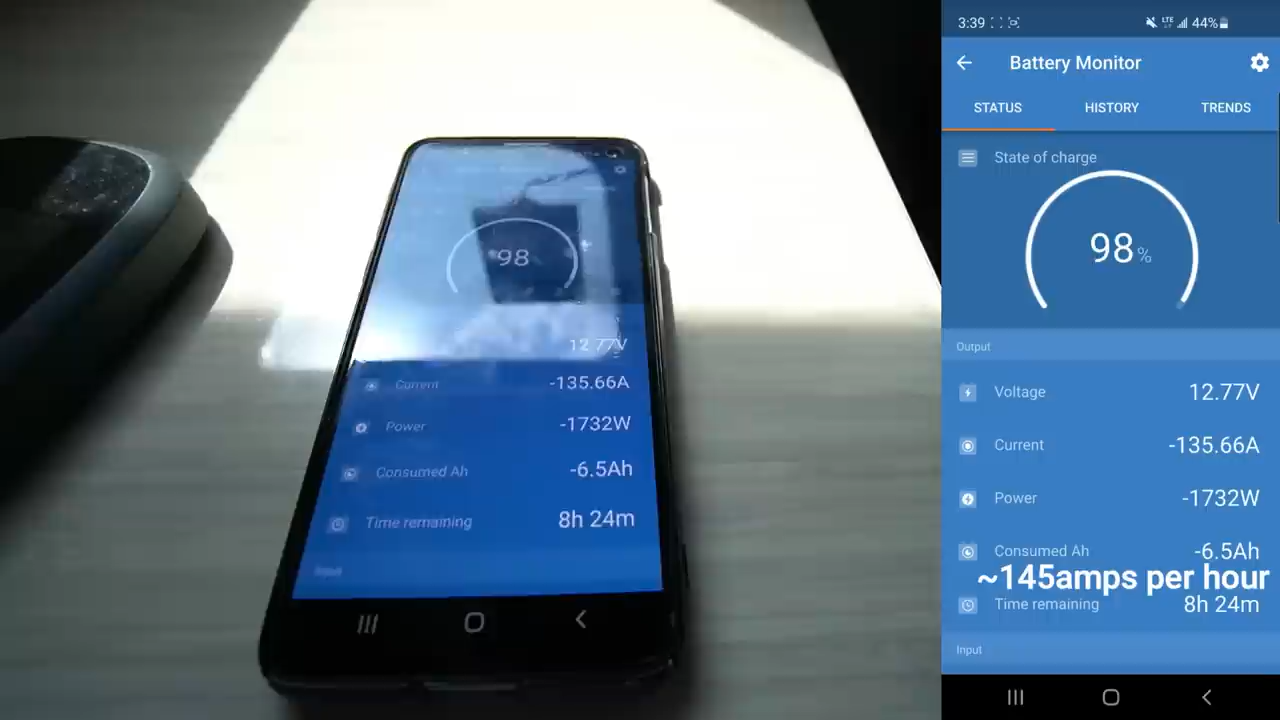 98
12.77V
Current -135.66A
Power -1732W
Consumed Ah -6.5Ah
Time remaining 8h 24m
Input
3:39 LTE 44%
Battery Monitor
STATUS HISTORY TRENDS
State of charge
98%
Output
Voltage 12.77V
Current -135.66A
Power -1732W
Consumed Ah -6.5Ah
~145amps per hour
Time remaining 8h 24m
Input